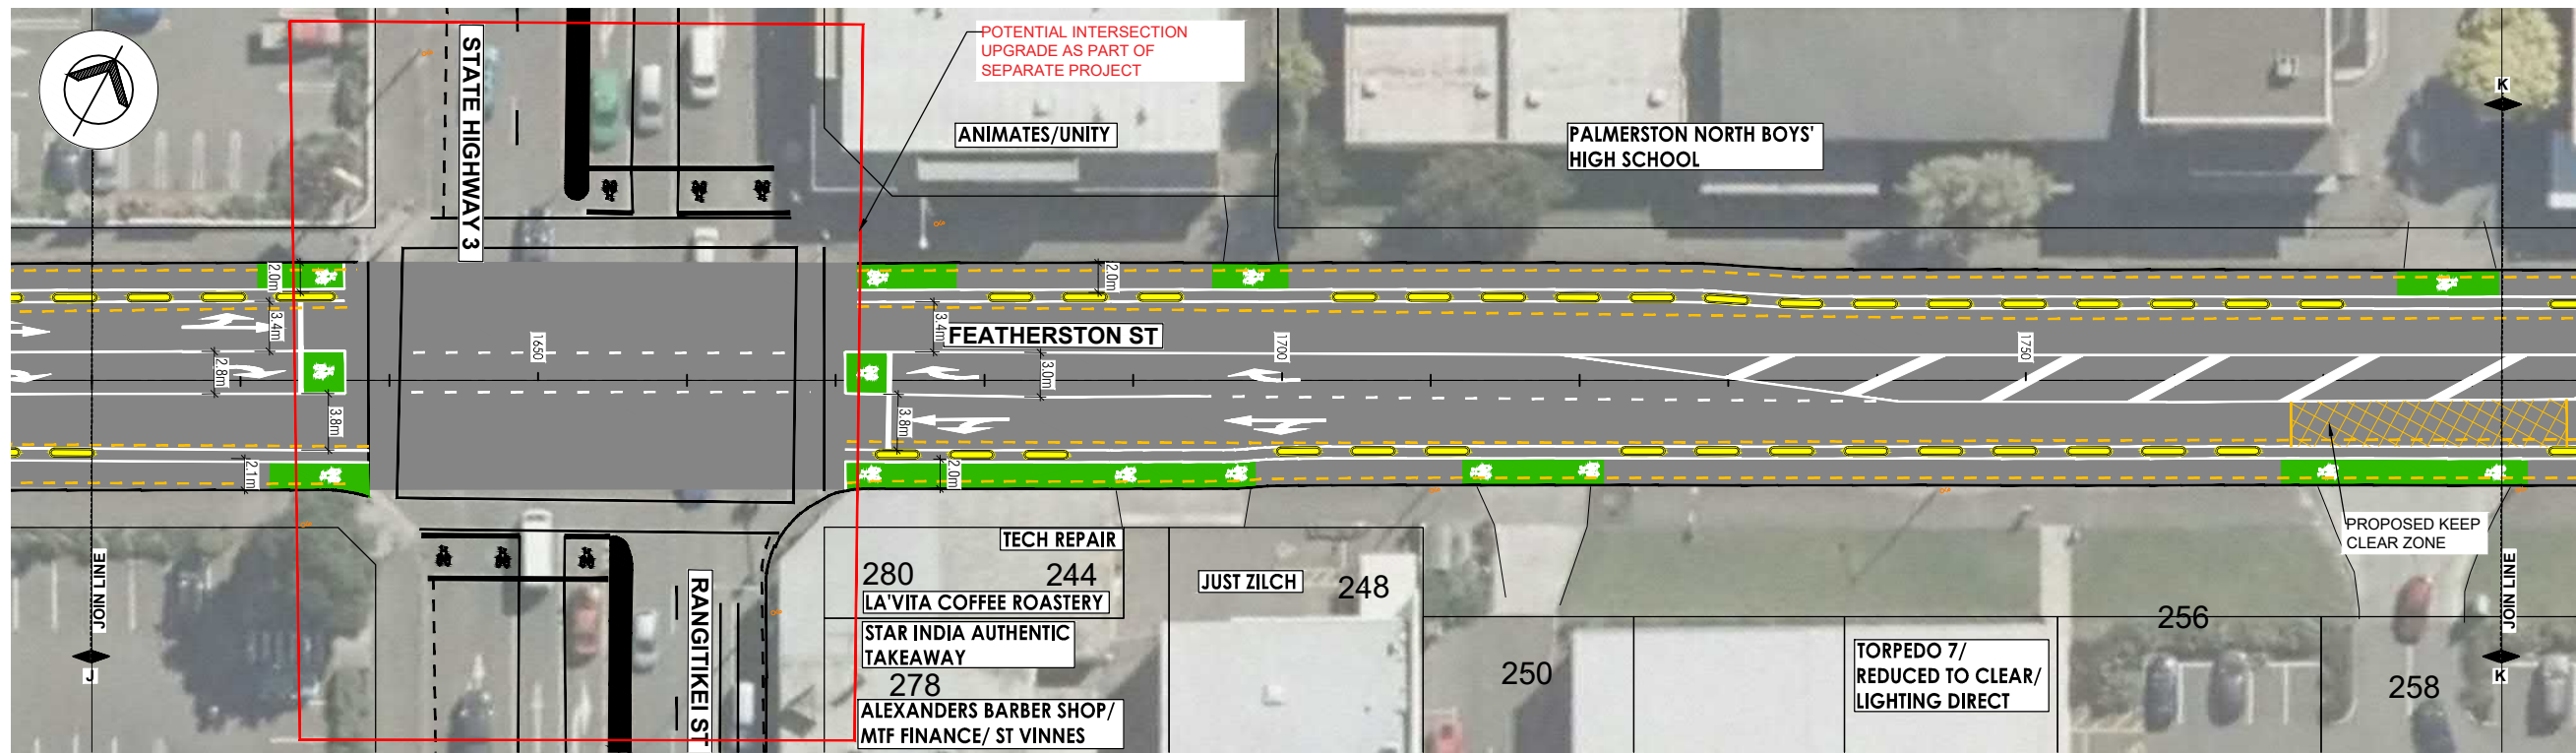 STATE HIGHWAY 3
POTENTIAL INTERSECTION
UPGRADE AS PART OF
SEPARATE PROJECT
ANIMATES/UNITY
PALMERSTON NORTH BOYS'
HIGH SCHOOL
K
2.0m
3.4m
2.8m
3.8m
2.1m
1650
2.0m
3.4m
FEATHERSTON ST
3.0m
3.8m
2.0m
1700
1750
PROPOSED KEEP
CLEAR ZONE
JOIN LINE
J
RANGITIKEI ST
TECH REPAIR
280
244
LA'VITA COFFEE ROASTERY
STAR INDIA AUTHENTIC
TAKEAWAY
278
ALEXANDERS BARBER SHOP/
MTF FINANCE/ ST VINNES
JUST ZILCH
248
250
TORPEDO 7/
REDUCED TO CLEAR/
LIGHTING DIRECT
256
258
JOIN LINE
K